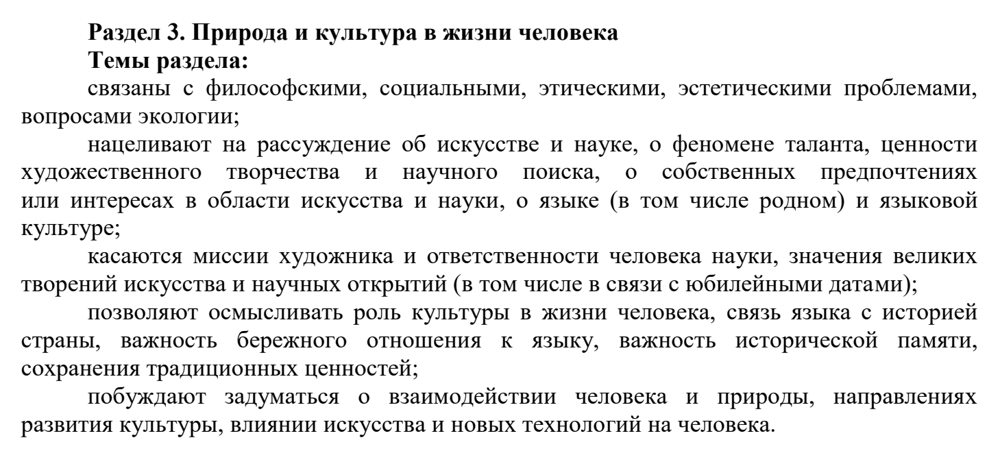 Раздел 3. Природа и культура в жизни человека
Темы раздела:
связаны с философскими, социальными, этическими, эстетическими проблемами,
вопросами экологии;
нацеливают на рассуждение об искусстве и науке, о феномене таланта, ценности
художественного творчества и научного поиска, о собственных предпочтениях
или интересах в области искусства и науки, о языке (в том числе родном) и языковой
культуре;
касаются миссии художника и ответственности человека науки, значения великих
творений искусства и научных открытий (в том числе в связи с юбилейными датами);
позволяют осмысливать роль культуры в жизни человека, связь языка с историей
страны, важность бережного отношения к языку, важность исторической памяти,
сохранения традиционных ценностей;
побуждают задуматься о взаимодействии человека и природы, направлениях
развития культуры, влиянии искусства и новых технологий на человека.